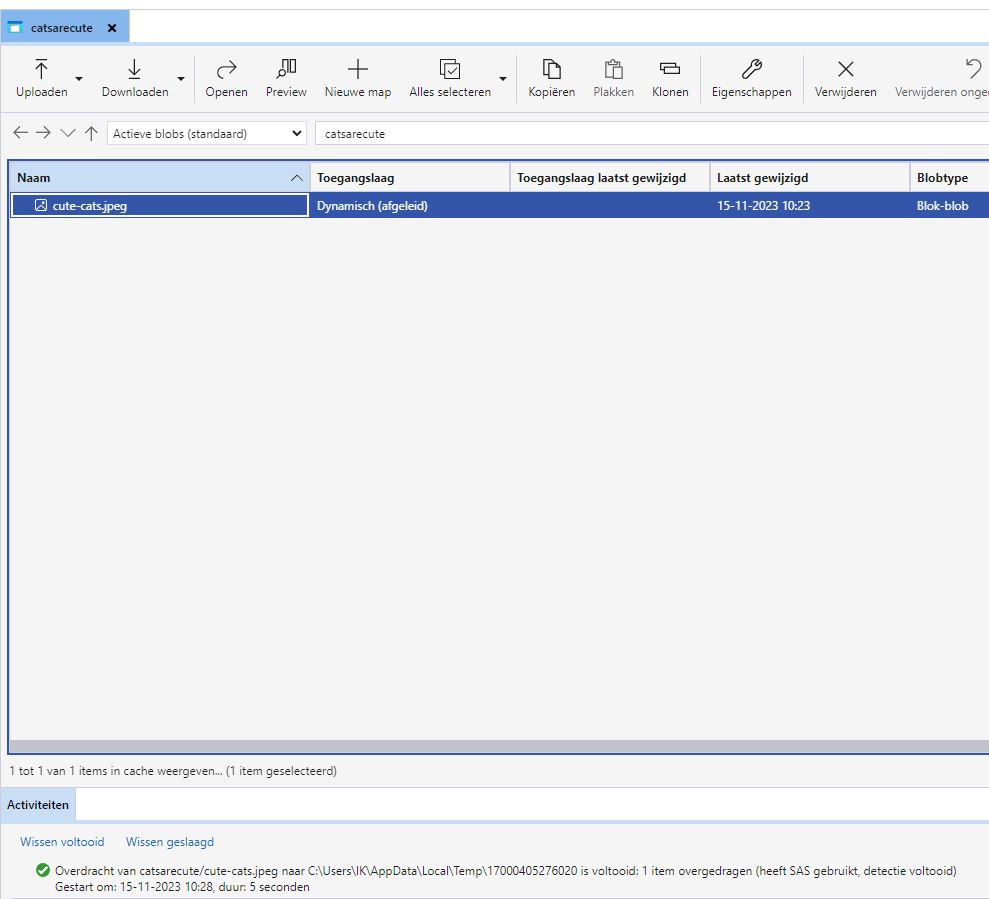 catsarecute
Uploaden
Downloaden
Openen
Preview
Nieuwe map
Alles selecteren
Kopiëren
Plakken
Klonen
Eigenschappen
Verwijderen
Verwijderen onge
Actieve blobs (standaard)
catsarecute
Naam Toegangslaag Toegangslaag laatst gewijzigd Laatst gewijzigd Blobtype
cute-cats.jpeg Dynamisch (afgeleid) 15-11-2023 10:23 Blok-blob
1 tot 1 van 1 items in cache weergeven... (1 item geselecteerd)
Activiteiten
Wissen voltooid Wissen geslaagd
Overdracht van catsarecute/cute-cats.jpeg naar C:\Users\IK\AppData\Local\Temp\17000405276020 is voltooid: 1 item overgedragen (heeft SAS gebruikt, detectie voltooid)
Gestart om: 15-11-2023 10:28, duur: 5 seconden